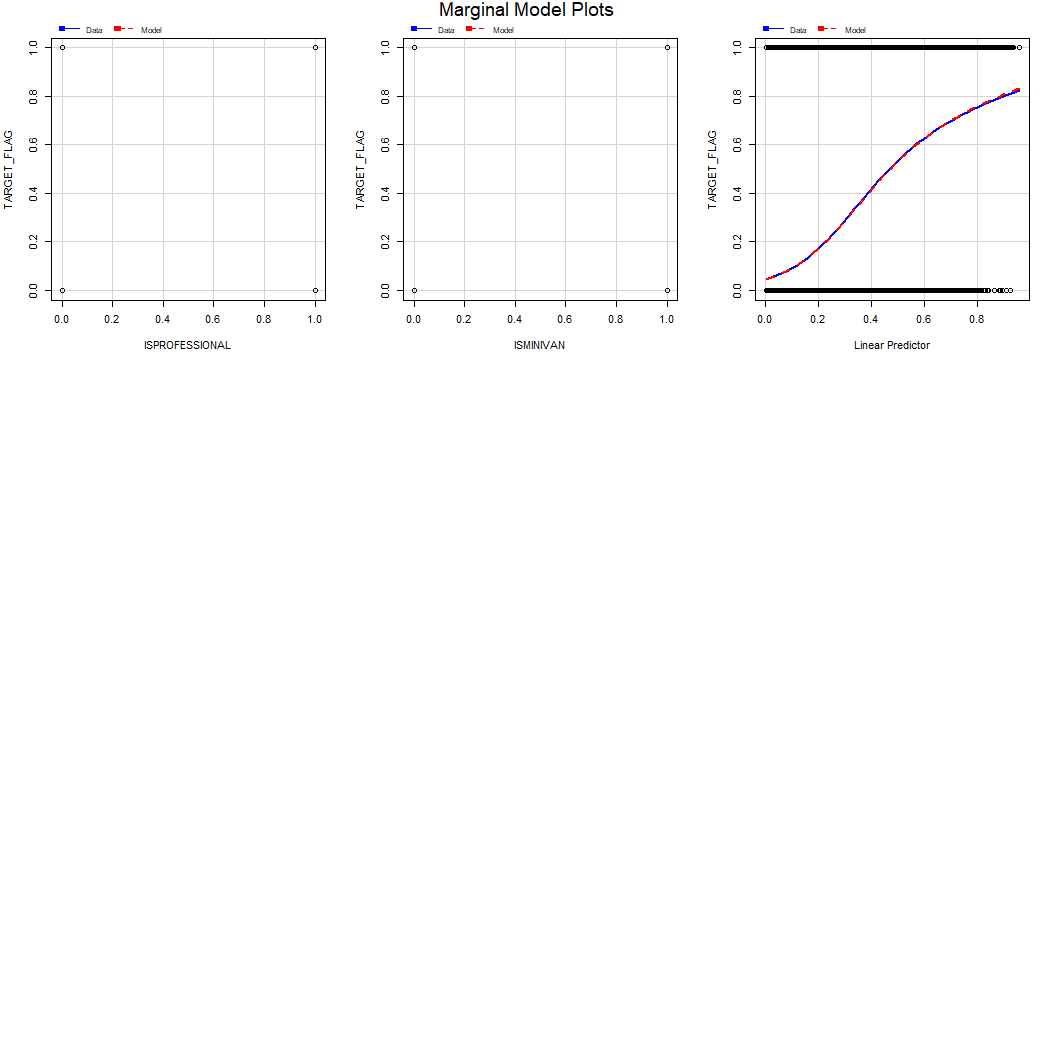 Marginal Model Plots
Data Model
TARGET_FLAG
1.0
0.8
0.6
0.4
0.2
0.0
0.0 0.2 0.4 0.6 0.8 1.0
ISPROFESSIONAL
Data Model
TARGET_FLAG
1.0
0.8
0.6
0.4
0.2
0.0
0.0 0.2 0.4 0.6 0.8 1.0
ISMINIVAN
Data Model
TARGET_FLAG
1.0
0.8
0.6
0.4
0.2
0.0
0.0 0.2 0.4 0.6 0.8
Linear Predictor